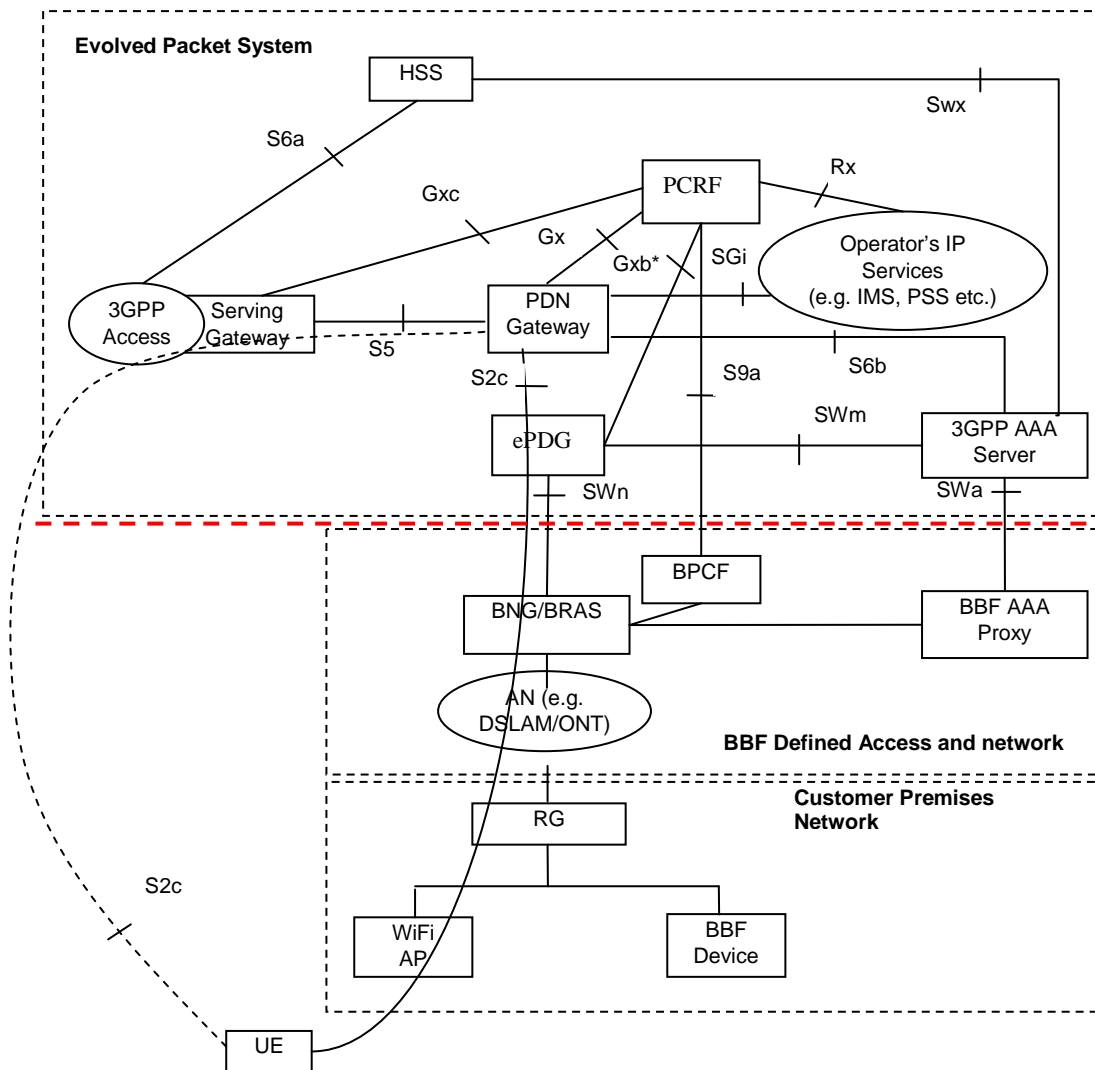 Evolved Packet System
HSS
Swx
S6a
PCRF
Rx
Gxc
Gx
Gxb*
SGi
Operator's IP
Services
(e.g. IMS, PSS etc.)
3GPP
Access
Serving
Gateway
PDN
Gateway
S5
S6b
S2c
S9a
ePDG
SWm
3GPP AAA
Server
SWn
SWa
BPCF
BNG/BRAS
BBF AAA
Proxy
AN (e.g.
DSLAM/ONT)
BBF Defined Access and network
Customer Premises
Network
RG
S2c
WiFi
AP
BBF
Device
UE